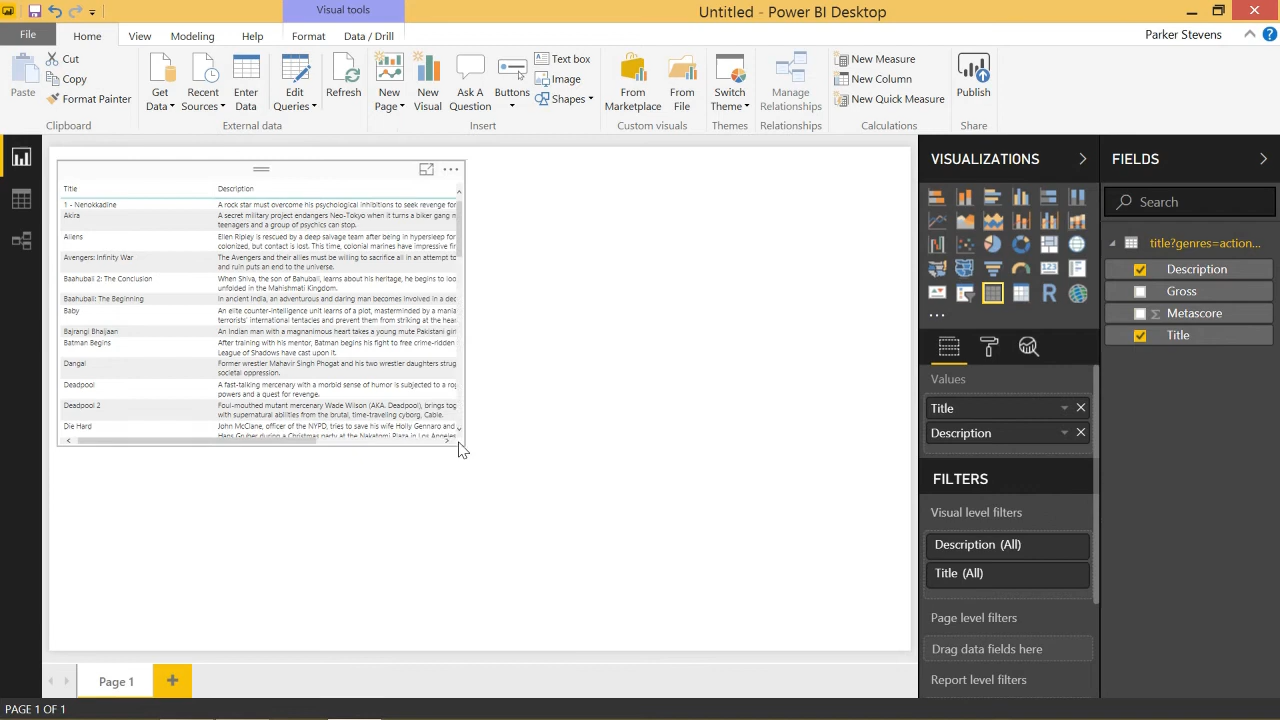 Visual tools
Untitled - Power BI Desktop
File
Home
View
Modeling
Help
Format
Data / Drill
Parker Stevens
Paste
Cut
Copy
Format Painter
Clipboard
Get Data
Recent Sources
Enter Data
Edit Queries
Refresh
External data
New Page
New Visual
Ask A Question
Buttons
Text box
Image
Shapes
Insert
From Marketplace
From File
Custom visuals
Switch Theme
Themes
Manage Relationships
Relationships
New Measure
New Column
New Quick Measure
Calculations
Publish
Share
Title Description
1 - Nenokkadine A rock star must overcome his psychological inhibitions to seek revenge for
Akira A secret military project endangers Neo-Tokyo when it turns a biker gang m
teenagers and a group of psychics can stop.
Aliens Ellen Ripley is rescued by a deep salvage team after being in hypersleep for
colonized, but contact is lost. This time, colonial marines have impressive fi
Avengers: Infinity War The Avengers and their allies must be willing to sacrifice all in an attempt to
and ruin puts an end to the universe.
Baahubali 2: The Conclusion When Shiva, the son of Bahubali, learns about his heritage, he begins to loo
unfolded in the Mahishmati Kingdom.
Baahubali: The Beginning In ancient India, an adventurous and daring man becomes involved in a dec
Baby An elite counter-intelligence unit learns of a plot, masterminded by a mania
terrorists' international tentacles and prevent them from striking at the hear
Bajrangi Bhaijaan An Indian man with a magnanimous heart takes a young mute Pakistani girl
Batman Begins After training with his mentor, Batman begins his fight to free crime-ridden
League of Shadows have cast upon it.
Dangal Former wrestler Mahavir Singh Phogat and his two wrestler daughters strug
societal oppression.
Deadpool A fast-talking mercenary with a morbid sense of humor is subjected to a rog
powers and a quest for revenge.
Deadpool 2 Foul-mouthed mutant mercenary Wade Wilson (AKA. Deadpool), brings tog
with supernatural abilities from the brutal, time-traveling cyborg, Cable.
Die Hard John McClane, officer of the NYPD, tries to save his wife Holly Gennaro and
Hans Gruber during a Christmas party at the Nakatomi Plaza in Los Angeles
VISUALIZATIONS
Values
Title
Description
FILTERS
Visual level filters
Description (All)
Title (All)
Page level filters
Drag data fields here
Report level filters
FIELDS
Search
title?genres=action...
Description
Gross
Σ Metascore
Title
Page 1
PAGE 1 OF 1